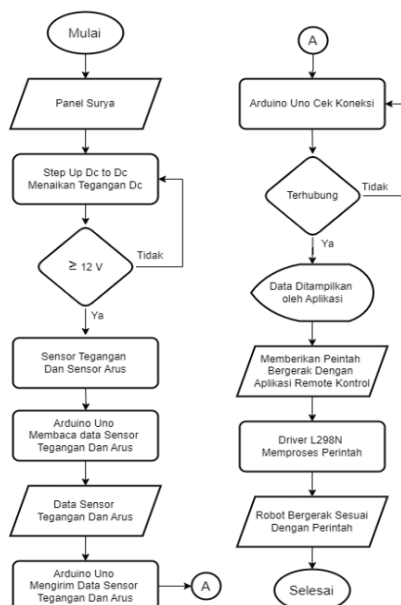 Mulai
Panel Surya
Step Up Dc to Dc
Menaikan Tegangan Dc
≥ 12 V
Tidak
Ya
Sensor Tegangan
Dan Sensor Arus
Arduino Uno
Membaca data Sensor
Tegangan Dan Arus
Data Sensor
Tegangan Dan Arus
Arduino Uno
Mengirim Data Sensor
Tegangan Dan Arus
A
A
Arduino Uno Cek Koneksi
Terhubung
Tidak
Ya
Data Ditampilkan
oleh Aplikasi
Memberikan Peintah
Bergerak Dengan
Aplikasi Remote Kontrol
Driver L298N
Memproses Perintah
Robot Bergerak Sesuai
Dengan Perintah
Selesai